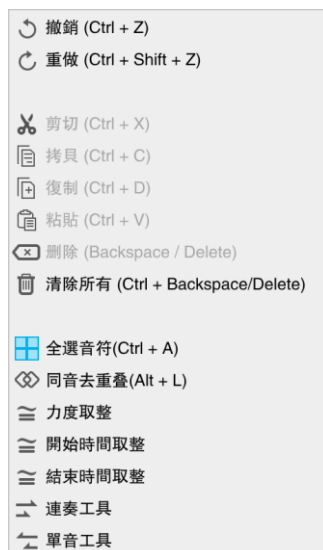 撤銷 (Ctrl + Z)
重做 (Ctrl + Shift + Z)
剪切 (Ctrl + X)
拷貝 (Ctrl + C)
復制 (Ctrl + D)
粘貼 (Ctrl + V)
刪除 (Backspace / Delete)
清除所有 (Ctrl + Backspace/Delete)
全選音符(Ctrl + A)
同音去重叠(Alt + L)
力度取整
開始時間取整
結束時間取整
連奏工具
單音工具